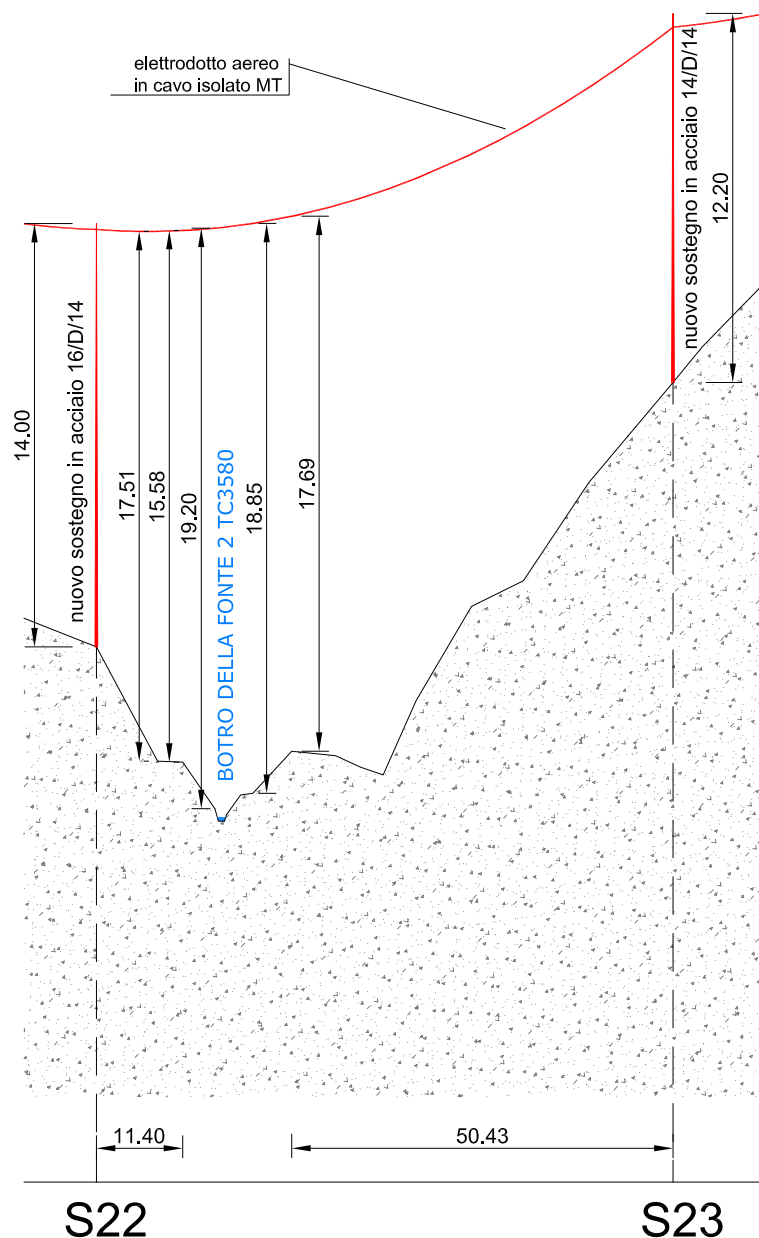 elettrodotto aereo
in cavo isolato MT
nuovo sostegno in acciaio 14/D/14
12.20
14.00
nuovo sostegno in acciaio 16/D/14
17.51
15.58
19.20
BOTRO DELLA FONTE 2 TC3580
18.85
17.69
11.40
50.43
S22
S23